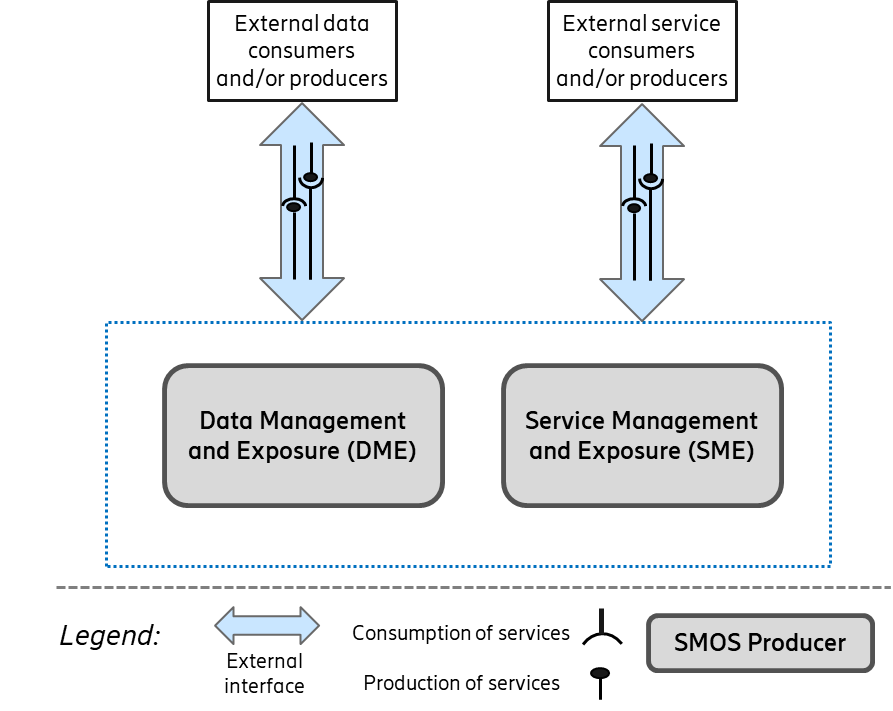 External data
consumers
and/or producers
External service
consumers
and/or producers
Data Management
and Exposure (DME)
Service Management
and Exposure (SME)
Legend:
External
interface
Consumption of services
Production of services
SMOS Producer